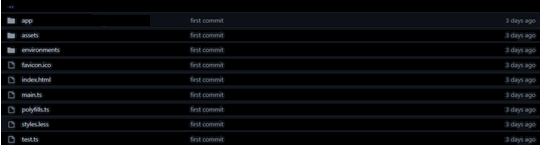 ..
app first commit 3 days ago
assets first commit 3 days ago
environments first commit 3 days ago
favicon.ico first commit 3 days ago
index.html first commit 3 days ago
main.ts first commit 3 days ago
polyfills.ts first commit 3 days ago
styles.less first commit 3 days ago
test.ts first commit 3 days ago